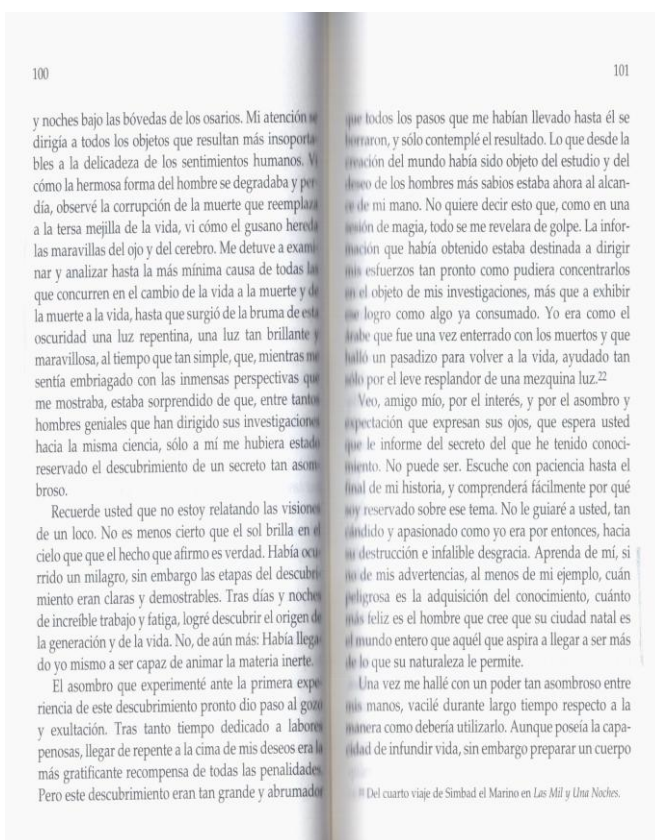 100
y noches bajo las bóvedas de los osarios. Mi atención se
dirigía a todos los objetos que resultan más insoporta-
bles a la delicadeza de los sentimientos humanos. Vi
cómo la hermosa forma del hombre se degradaba y per-
día, observé la corrupción de la muerte que reemplaza
a la tersa mejilla de la vida, vi cómo el gusano hereda
las maravillas del ojo y del cerebro. Me detuve a exami-
nar y analizar hasta la más mínima causa de todas las
que concurren en el cambio de la vida a la muerte y de
la muerte a la vida, hasta que surgió de la bruma de esta
oscuridad una luz repentina, una luz tan brillante y
maravillosa, al tiempo que tan simple, que, mientras me
sentía embriagado con las inmensas perspectivas que
me mostraba, estaba sorprendido de que, entre tantos
hombres geniales que han dirigido sus investigaciones
hacia la misma ciencia, sólo a mí me hubiera estado
reservado el descubrimiento de un secreto tan asom-
broso.
Recuerde usted que no estoy relatando las visiones
de un loco. No es menos cierto que el sol brilla en el
cielo que que el hecho que afirmo es verdad. Había ocu-
rrido un milagro, sin embargo las etapas del descubri-
miento eran claras y demostrables. Tras días y noches
de increíble trabajo y fatiga, logré descubrir el origen de
la generación y de la vida. No, de aún más: Había llega-
do yo mismo a ser capaz de animar la materia inerte.
El asombro que experimenté ante la primera expe-
riencia de este descubrimiento pronto dio paso al gozo
y exultación. Tras tanto tiempo dedicado a labores
penosas, llegar de repente a la cima de mis deseos era la
más gratificante recompensa de todas las penalidades.
Pero este descubrimiento eran tan grande y abrumador
101
que todos los pasos que me habían llevado hasta él se
borraron, y sólo contemplé el resultado. Lo que desde la
creación del mundo había sido objeto del estudio y del
deseo de los hombres más sabios estaba ahora al alcan-
ce de mi mano. No quiere decir esto que, como en una
sesión de magia, todo se me revelara de golpe. La infor-
mación que había obtenido estaba destinada a dirigir
mis esfuerzos tan pronto como pudiera concentrarlos
en el objeto de mis investigaciones, más que a exhibir
ese logro como algo ya consumado. Yo era como el
árabe que fue una vez enterrado con los muertos y que
halló un pasadizo para volver a la vida, ayudado tan
sólo por el leve resplandor de una mezquina luz.22
Veo, amigo mío, por el interés, y por el asombro y
expectación que expresan sus ojos, que espera usted
que le informe del secreto del que he tenido conoci-
miento. No puede ser. Escuche con paciencia hasta el
final de mi historia, y comprenderá fácilmente por qué
soy reservado sobre ese tema. No le guiaré a usted, tan
cándido y apasionado como yo era por entonces, hacia
su destrucción e infalible desgracia. Aprenda de mí, si
no de mis advertencias, al menos de mi ejemplo, cuán
peligrosa es la adquisición del conocimiento, cuánto
más feliz es el hombre que cree que su ciudad natal es
el mundo entero que aquél que aspira a llegar a ser más
de lo que su naturaleza le permite.
Una vez me hallé con un poder tan asombroso entre
mis manos, vacilé durante largo tiempo respecto a la
manera como debería utilizarlo. Aunque poseía la capa-
cidad de infundir vida, sin embargo preparar un cuerpo
Del cuarto viaje de Simbad el Marino en Las Mil y Una Noches.